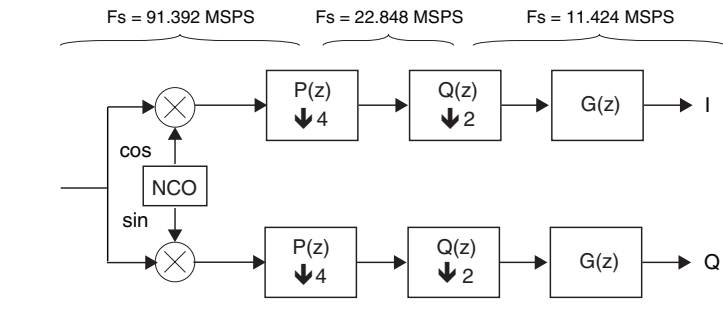 Fs = 91.392 MSPS Fs = 22.848 MSPS Fs = 11.424 MSPS
P(z)
↓4
Q(z)
↓2
G(z)
I
cos
NCO
sin
P(z)
↓4
Q(z)
↓2
G(z)
Q